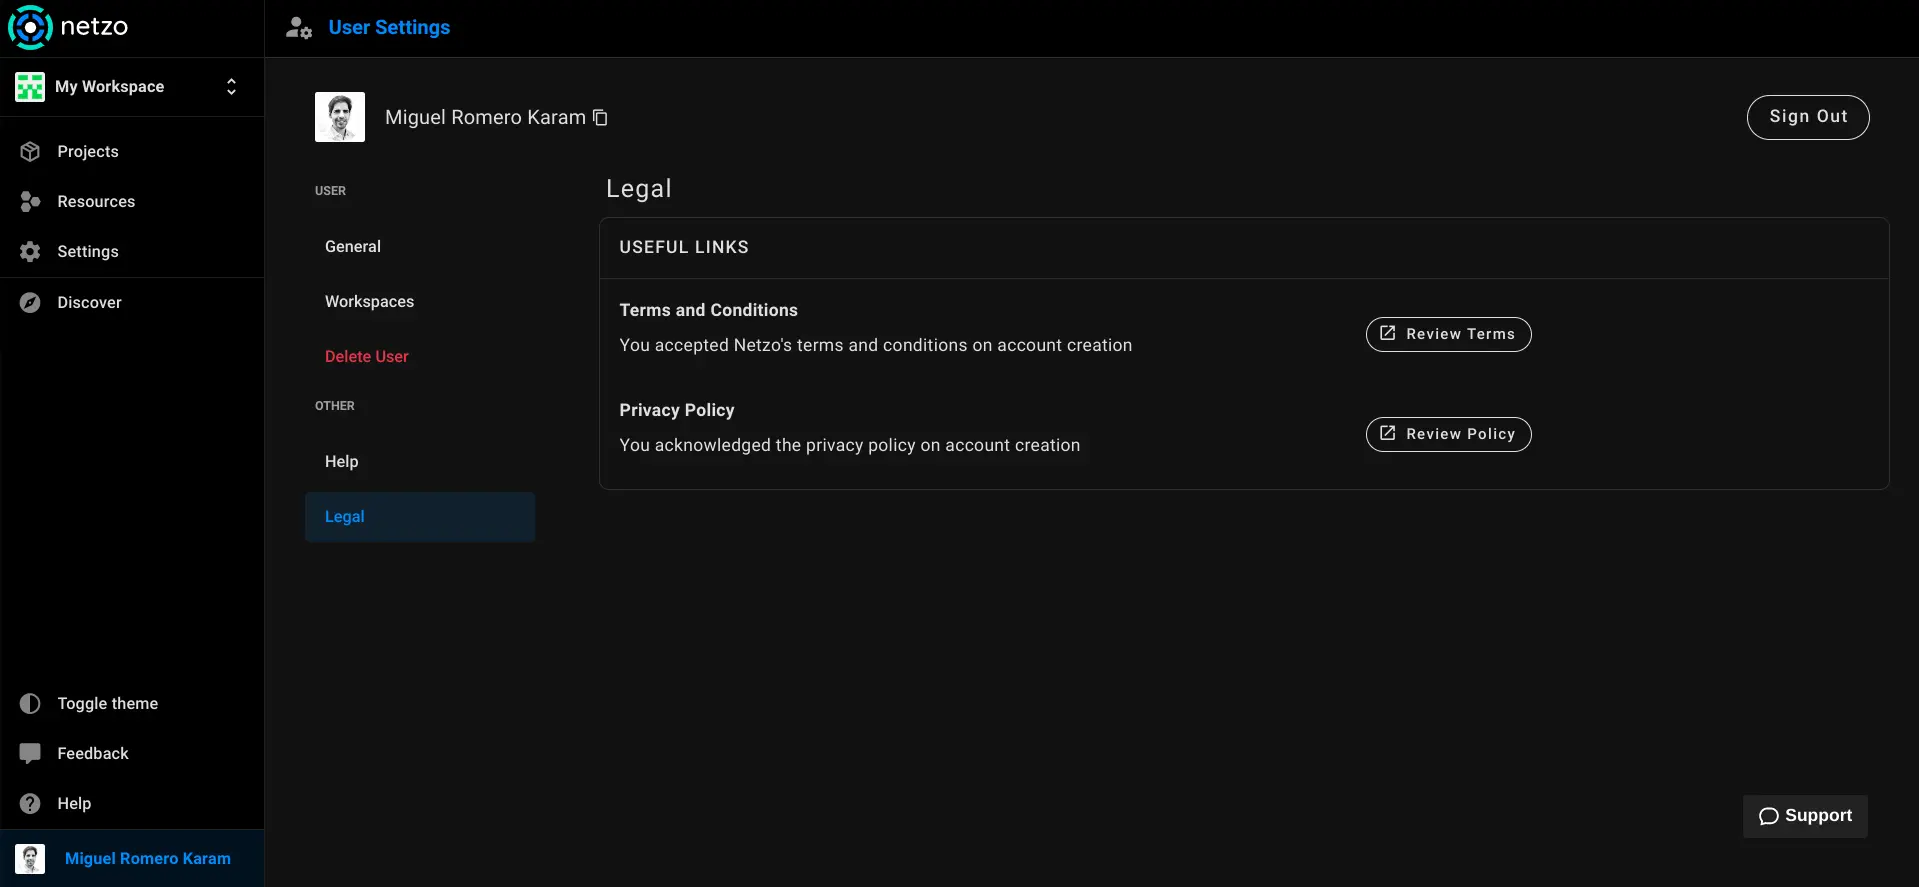 netzo
User Settings
My Workspace
Projects
Resources
Settings
Discover
Toggle theme
Feedback
Help
Miguel Romero Karam
Miguel Romero Karam
Sign Out
USER
General
Workspaces
Delete User
OTHER
Help
Legal
Legal
USEFUL LINKS
Terms and Conditions
You accepted Netzo's terms and conditions on account creation
Review Terms
Privacy Policy
You acknowledged the privacy policy on account creation
Review Policy
Support